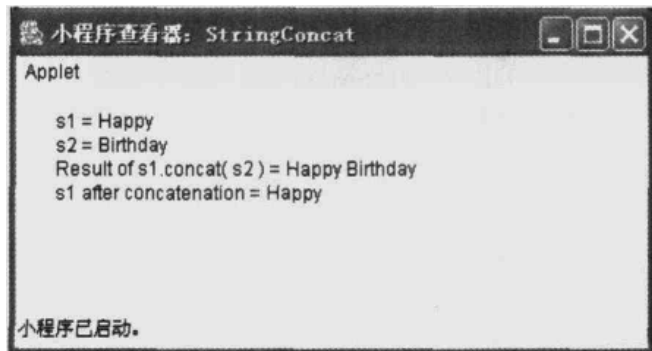 小程序查看器: StringConcat
Applet
s1 = Happy
s2 = Birthday
Result of s1.concat( s2 ) = Happy Birthday
s1 after concatenation = Happy
小程序已启动。